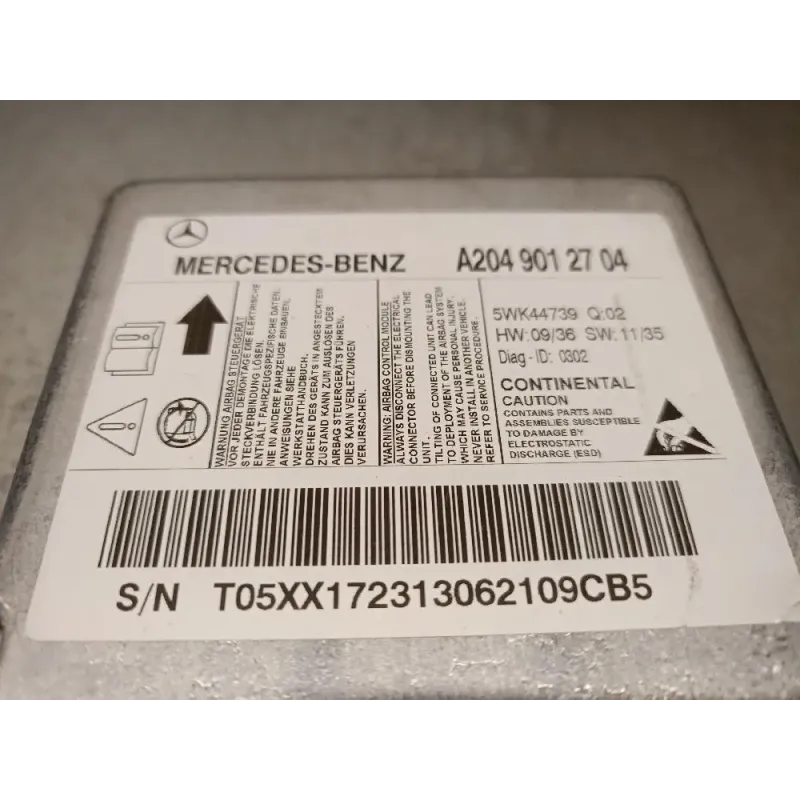 MERCEDES-BENZ A204 901 27 04
WARNUNG AIRBAG STEUERGERÄT
VOR JEDER DEMONTAGE DIE ELEKTRISCHE
STECKVERBINDUNG LÖSEN.
ENTHÄLT FAHRZEUGSPEZIFISCHE DATEN.
NIE IN ANDERE FAHRZEUGE EINBAUEN.
ANWEISUNGEN SIEHE
WERKSTATTHANDBUCH.
DREHEN DES GERÄTS IN ANGESTECKTEM
ZUSTAND KANN ZUM AUSLÖSEN DES
AIRBAG STEUERGERÄTS FÜHREN.
DIES KANN VERLETZUNGEN
VERURSACHEN.
WARNING: AIRBAG CONTROL MODULE
ALWAYS DISCONNECT THE ELECTRICAL
CONNECTOR BEFORE DISMOUNTING THE
UNIT.
TILTING OF CONNECTED UNIT CAN LEAD
TO DEPLOYMENT OF THE AIRBAG SYSTEM
WHICH MAY CAUSE PERSONAL INJURY.
NEVER INSTALL IN ANOTHER VEHICLE.
REFER TO SERVICE PROCEDURE.
5WK44739 Q:02
HW: 09/36 SW: 11/35
Diag-ID: 0302
CONTINENTAL
CAUTION
CONTAINS PARTS AND
ASSEMBLIES SUSCEPTIBLE
TO DAMAGE BY
ELECTROSTATIC
DISCHARGE (ESD)
S/N T05XX172313062109CB5